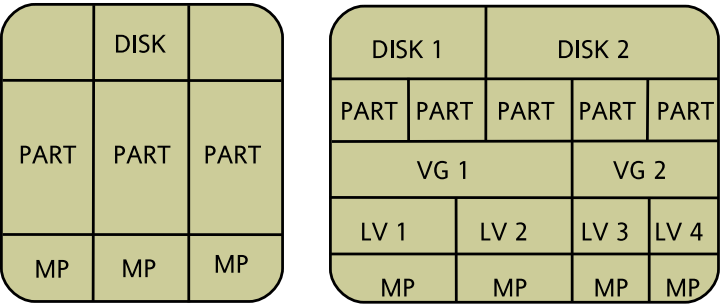 DISK
PART PART PART
MP MP MP
DISK 1 DISK 2
PART PART PART PART PART
VG 1 VG 2
LV 1 LV 2 LV 3 LV 4
MP MP MP MP